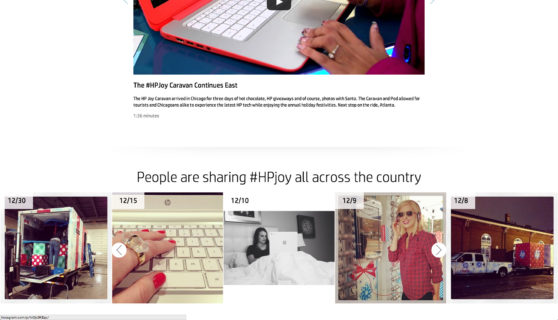 The #HPJoy Caravan Continues East
The HP Joy Caravan arrived in Chicago for three days of hot chocolate, HP giveaways and of course, photos with Santa. The Caravan and Pod allowed for
tourists and Chicagoans alike to experience the latest HP tech while enjoying the annual holiday festivities. Next stop on the ride, Atlanta.
1:36 minutes
People are sharing #HPjoy all across the country
12/30 12/15 12/10 12/9 12/8